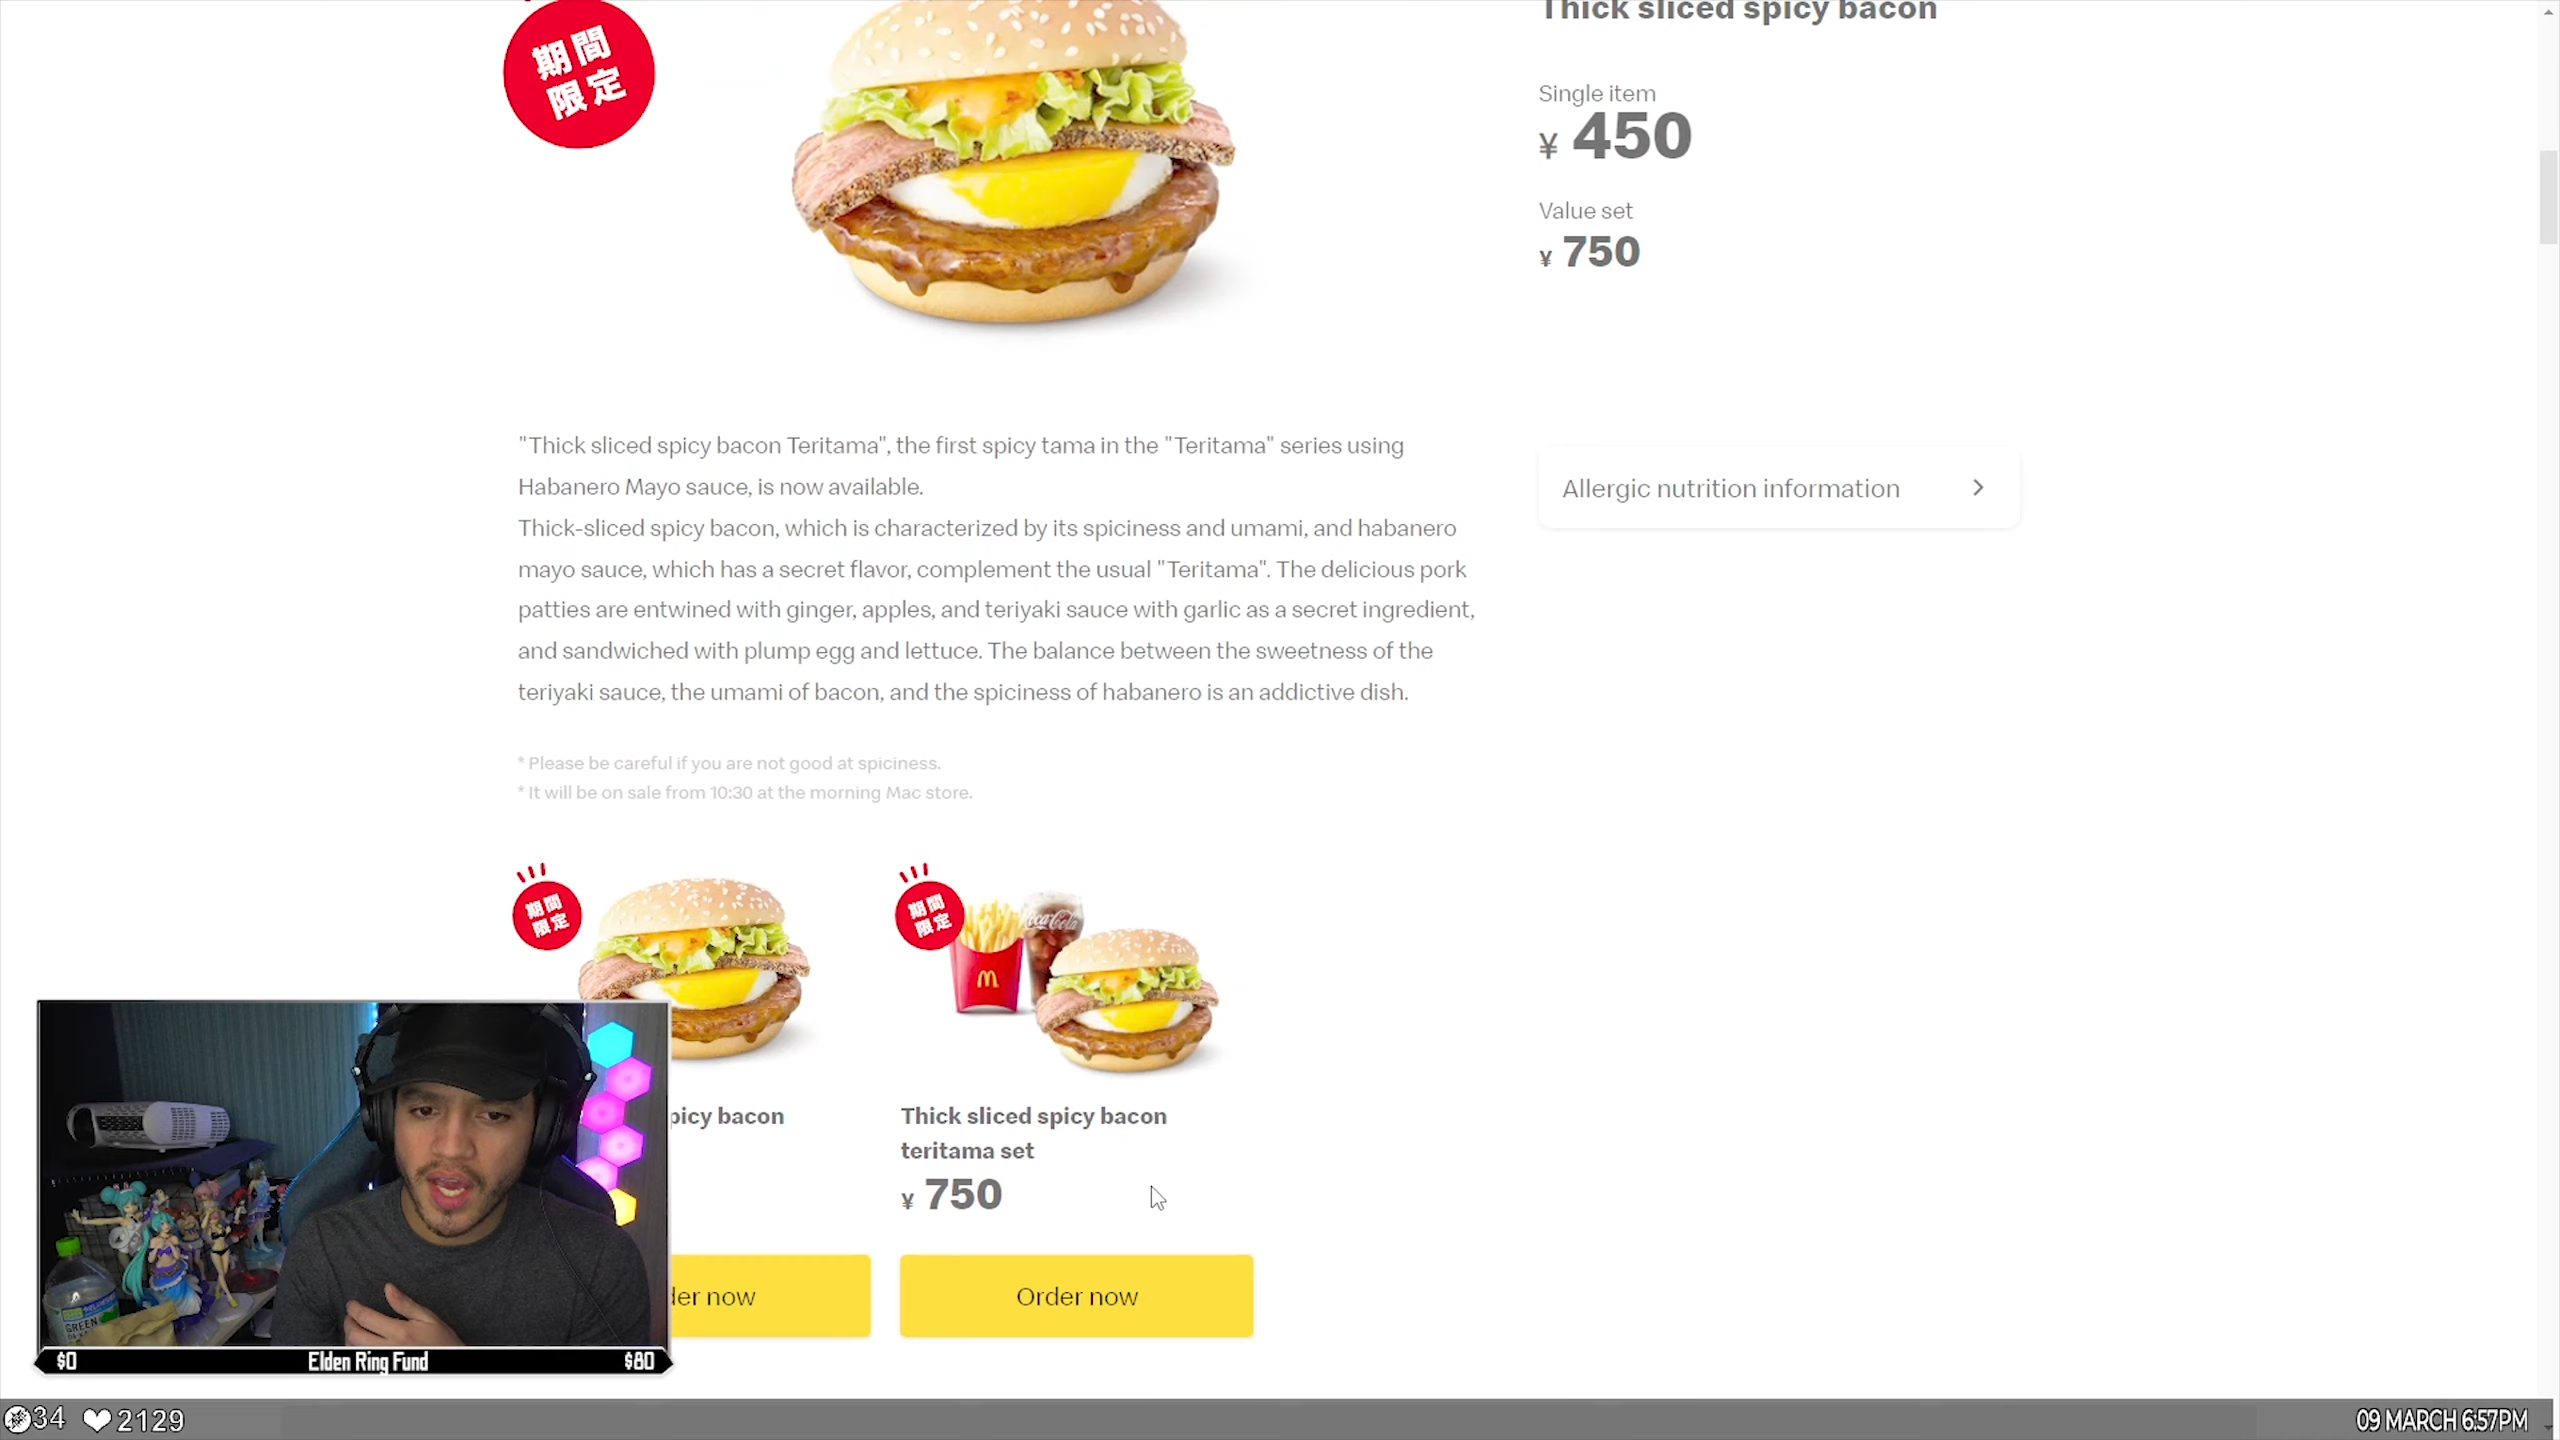 Thick sliced spicy bacon
期間
限定
Single item
¥ 450
Value set
¥ 750
"Thick sliced spicy bacon Teritama", the first spicy tama in the "Teritama" series using
Habanero Mayo sauce, is now available.
Thick-sliced spicy bacon, which is characterized by its spiciness and umami, and habanero
mayo sauce, which has a secret flavor, complement the usual "Teritama". The delicious pork
patties are entwined with ginger, apples, and teriyaki sauce with garlic as a secret ingredient,
and sandwiched with plump egg and lettuce. The balance between the sweetness of the
teriyaki sauce, the umami of bacon, and the spiciness of habanero is an addictive dish.
Allergic nutrition information
* Please be careful if you are not good at spiciness.
* It will be on sale from 10:30 at the morning Mac store.
期間
限定
期間
限定
Coca-Cola
picy bacon
Thick sliced spicy bacon
teritama set
¥ 750
der now
Order now
GREEN
$0 Elden Ring Fund $80
34 2129
09 MARCH 6:57PM